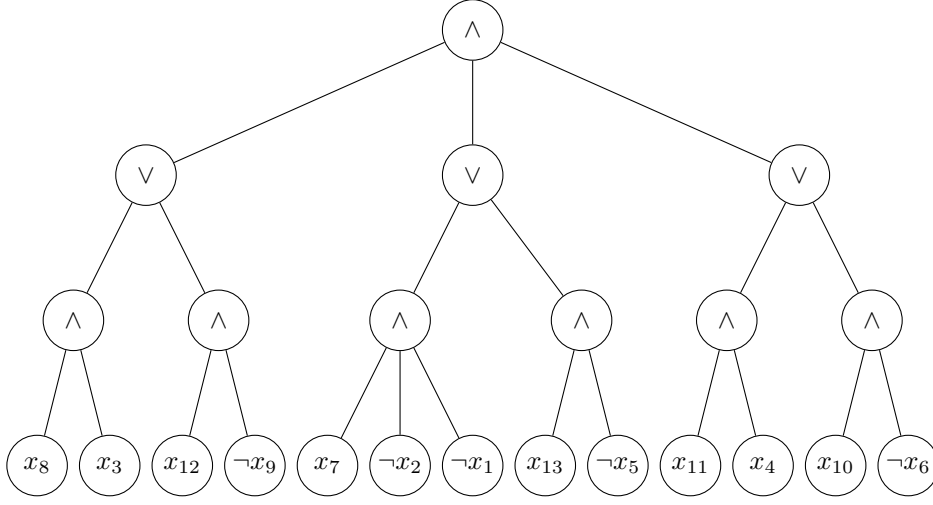 ∧
∨ ∨ ∨
∧ ∧ ∧ ∧ ∧ ∧
x₈ x₃ x₁₂ ¬x₉ x₇ ¬x₂ ¬x₁ x₁₃ ¬x₅ x₁₁ x₄ x₁₀ ¬x₆